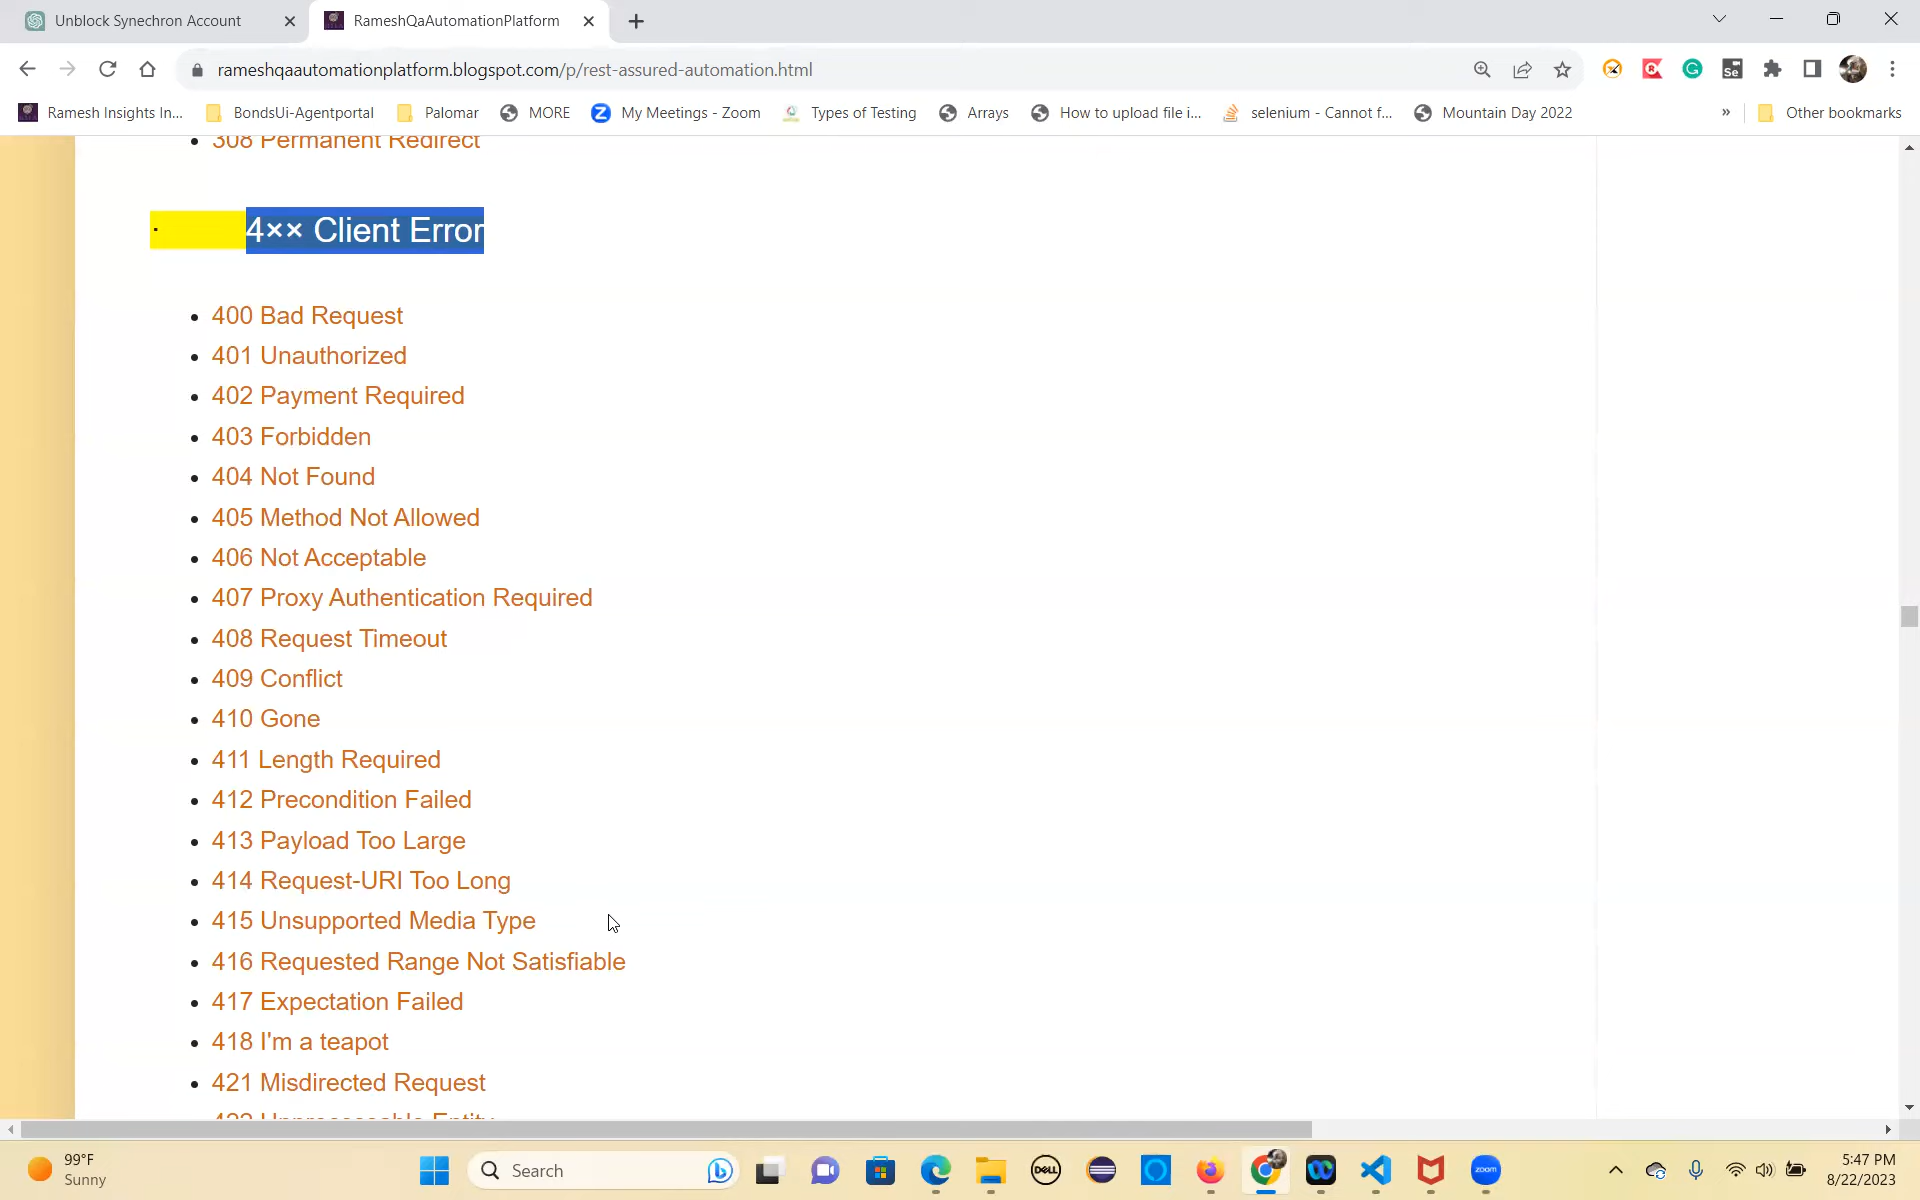 Unblock Synechron Account
RameshQaAutomationPlatform
rameshqaautomationplatform.blogspot.com/p/rest-assured-automation.html
Ramesh Insights In...
BondsUi-Agentportal
Palomar
MORE
My Meetings - Zoom
Types of Testing
Arrays
How to upload file i...
selenium - Cannot f...
Mountain Day 2022
»
Other bookmarks
• 308 Permanent Redirect
· 4×× Client Error
• 400 Bad Request
• 401 Unauthorized
• 402 Payment Required
• 403 Forbidden
• 404 Not Found
• 405 Method Not Allowed
• 406 Not Acceptable
• 407 Proxy Authentication Required
• 408 Request Timeout
• 409 Conflict
• 410 Gone
• 411 Length Required
• 412 Precondition Failed
• 413 Payload Too Large
• 414 Request-URI Too Long
• 415 Unsupported Media Type
• 416 Requested Range Not Satisfiable
• 417 Expectation Failed
• 418 I'm a teapot
• 421 Misdirected Request
99°F
Sunny
Search
DELL
zoom
5:47 PM
8/22/2023